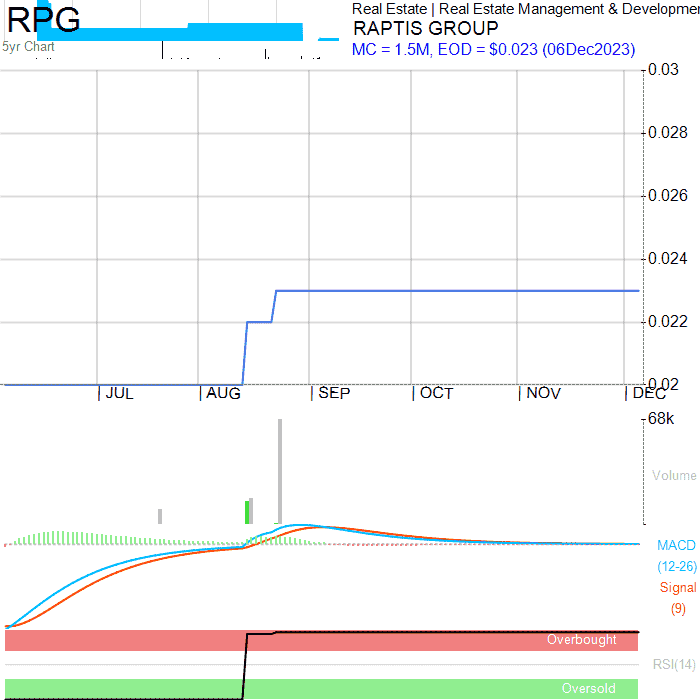 RPG
5yr Chart
Real Estate | Real Estate Management & Developmen
RAPTIS GROUP
MC = 1.5M, EOD = $0.023 (06Dec2023)
0.03
0.028
0.026
0.024
0.022
0.02
| JUL | AUG | SEP | OCT | NOV | DEC
68k
Volume
MACD
(12-26)
Signal
(9)
Overbought
RSI(14)
Oversold